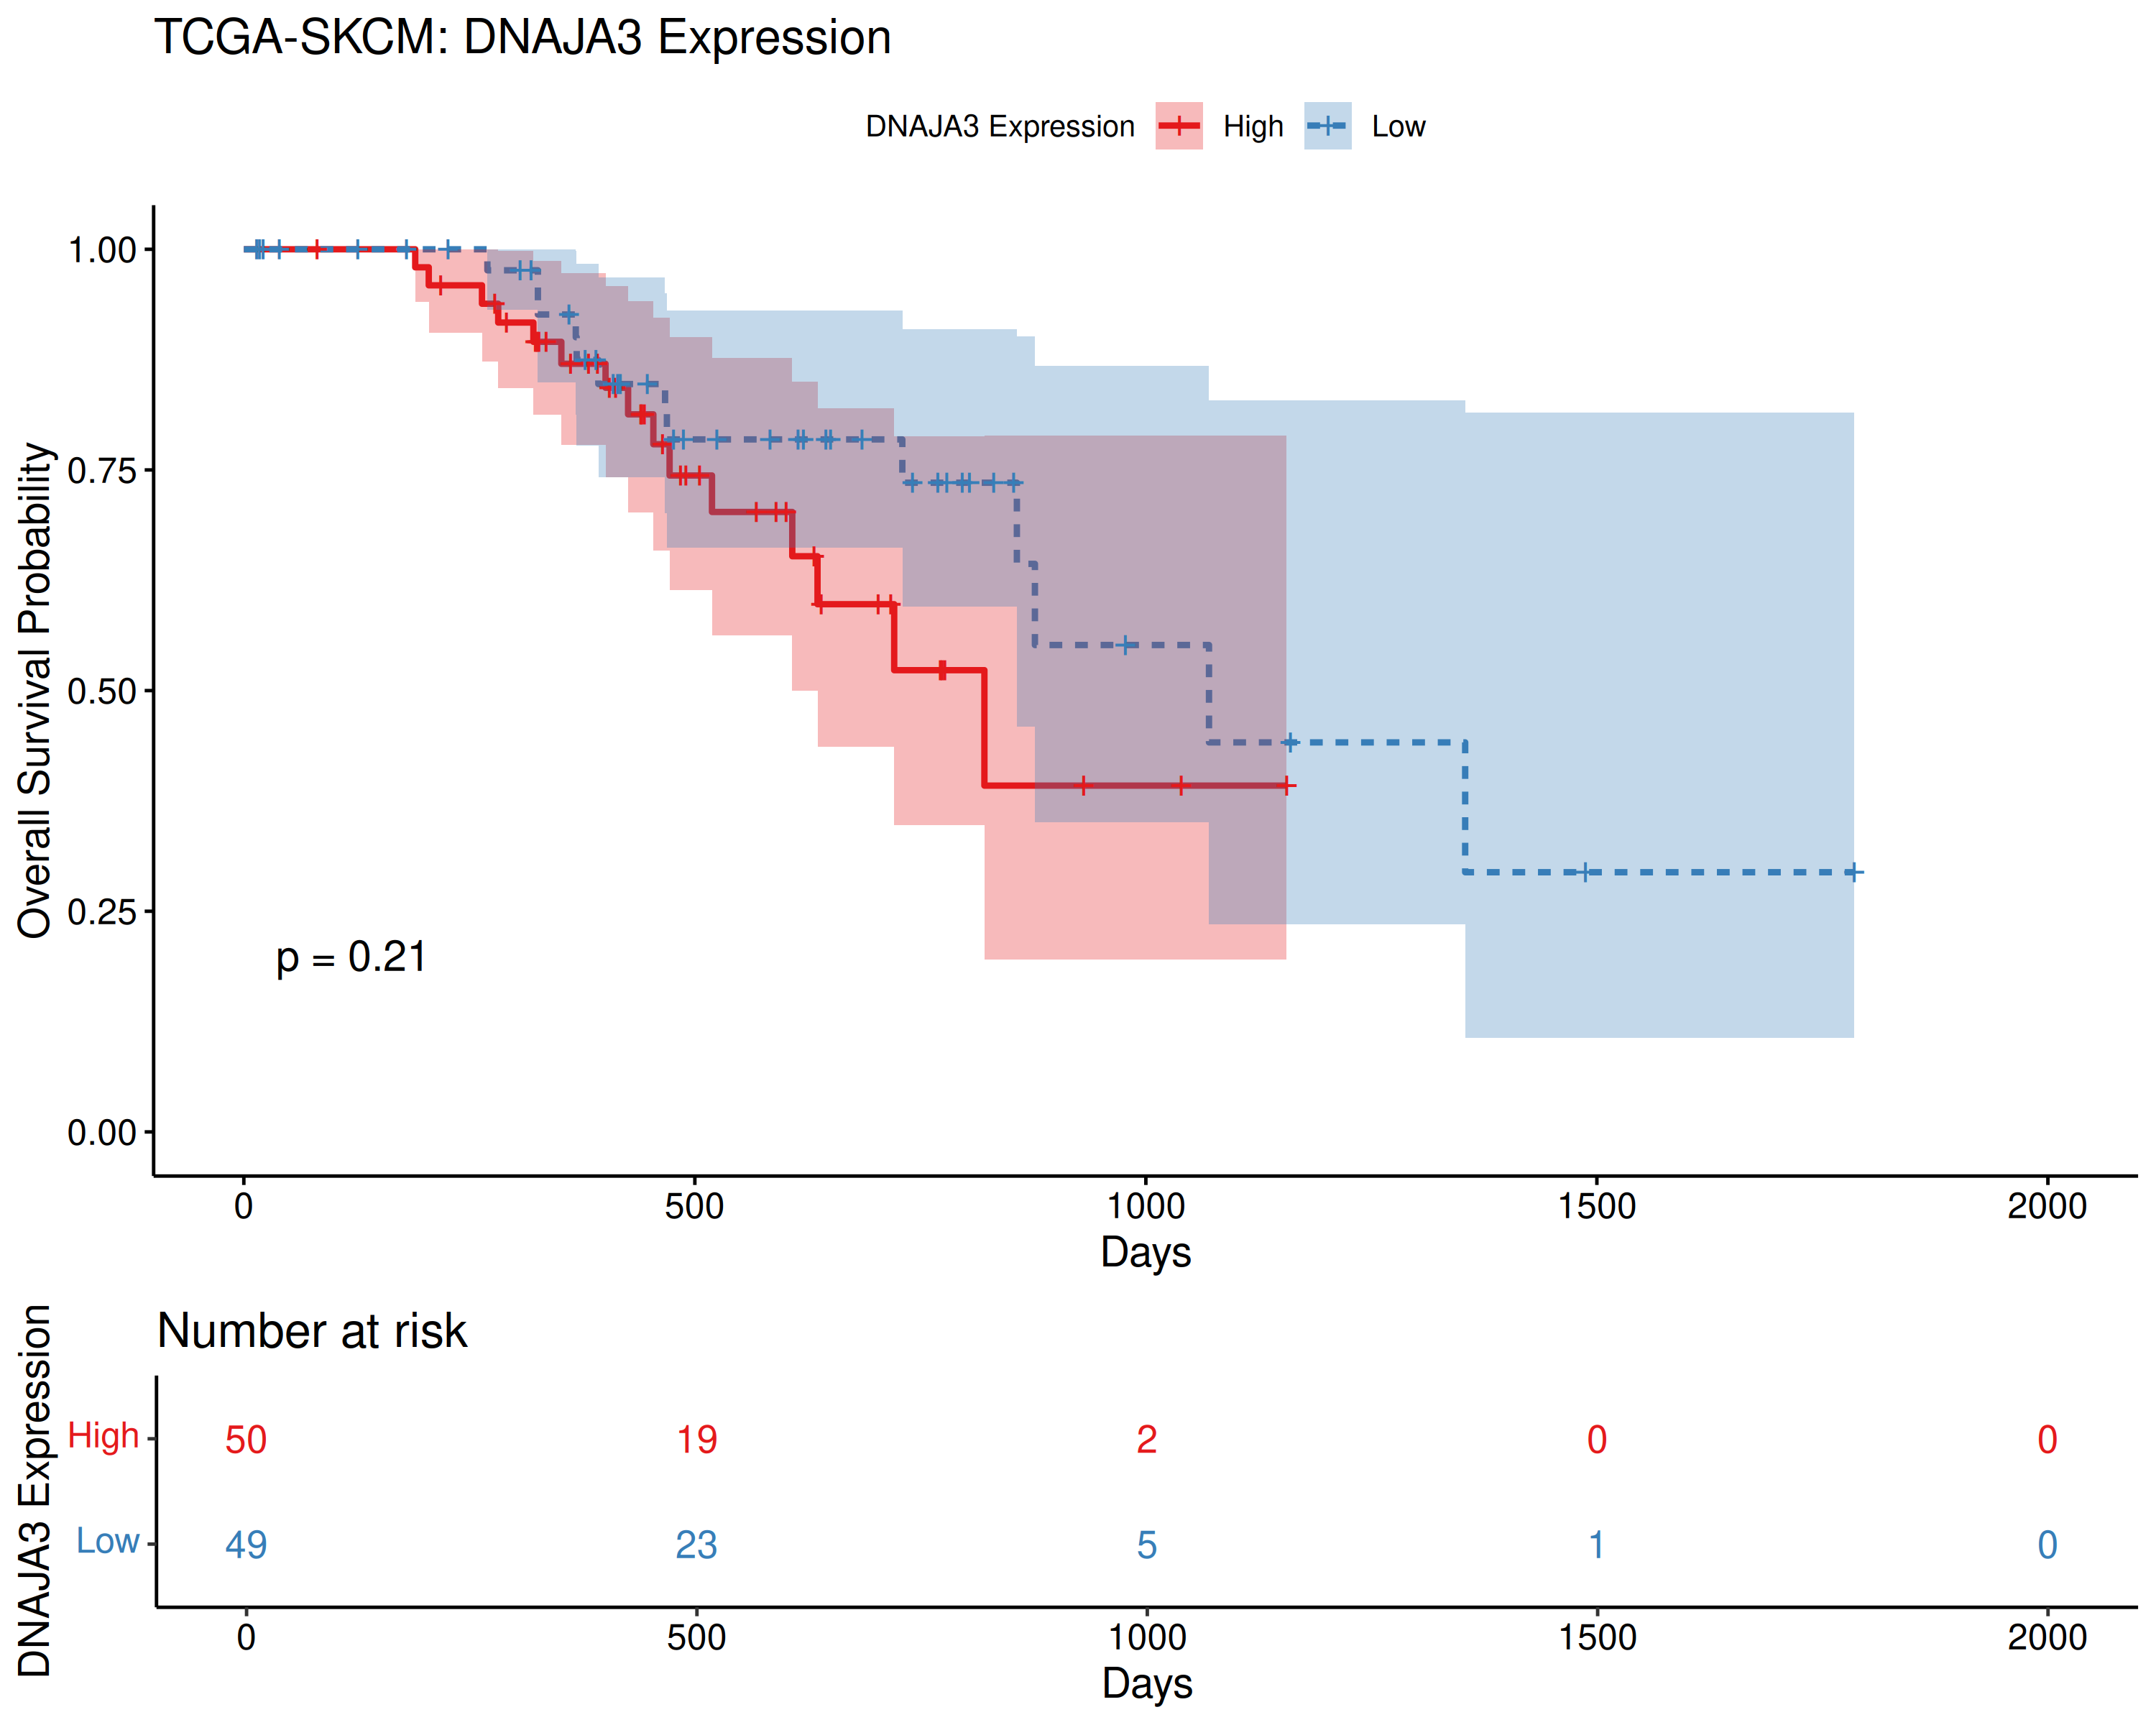 TCGA-SKCM: DNAJA3 Expression
DNAJA3 Expression High Low
Overall Survival Probability
1.00
0.75
0.50
0.25
0.00
p = 0.21
0 500 1000 1500 2000
Days
Number at risk
DNAJA3 Expression
High 50 19 2 0 0
Low 49 23 5 1 0
0 500 1000 1500 2000
Days